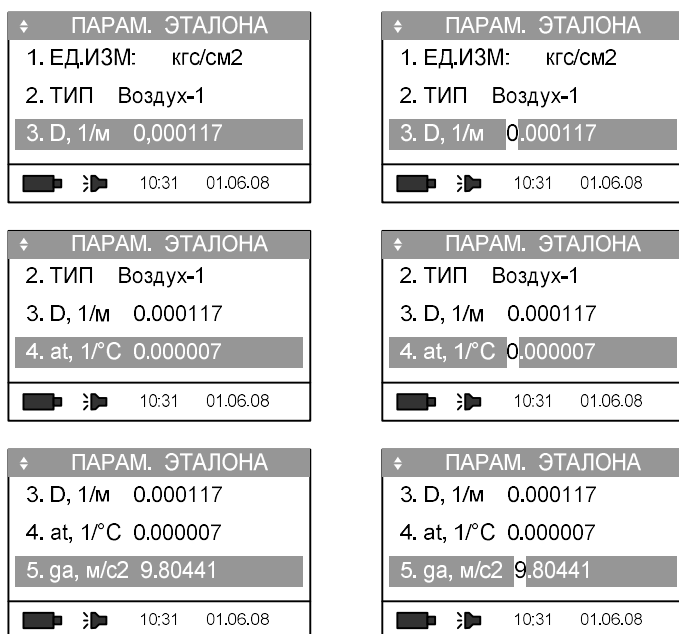 ПАРАМ. ЭТАЛОНА
1. ЕД.ИЗМ: кгс/см2
2. ТИП Воздух-1
3. D, 1/м 0,000117
10:31 01.06.08
ПАРАМ. ЭТАЛОНА
1. ЕД.ИЗМ: кгс/см2
2. ТИП Воздух-1
3. D, 1/м 0.000117
10:31 01.06.08
ПАРАМ. ЭТАЛОНА
2. ТИП Воздух-1
3. D, 1/м 0.000117
4. at, 1/°C 0.000007
10:31 01.06.08
ПАРАМ. ЭТАЛОНА
2. ТИП Воздух-1
3. D, 1/м 0.000117
4. at, 1/°C 0.000007
10:31 01.06.08
ПАРАМ. ЭТАЛОНА
3. D, 1/м 0.000117
4. at, 1/°C 0.000007
5. ga, м/с2 9.80441
10:31 01.06.08
ПАРАМ. ЭТАЛОНА
3. D, 1/м 0.000117
4. at, 1/°C 0.000007
5. ga, м/с2 9.80441
10:31 01.06.08